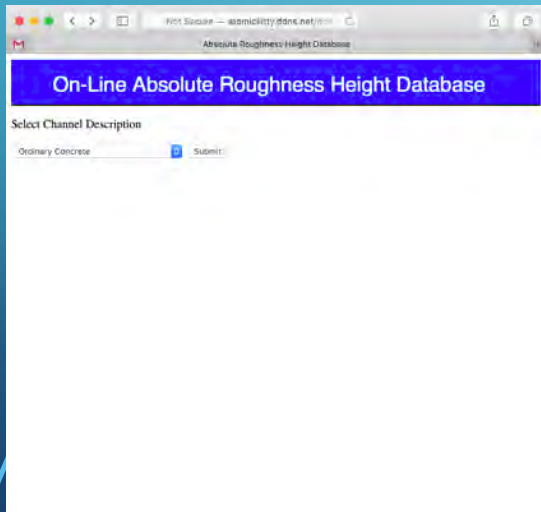 Not Secure — atomickitty.ddns.net/
Absolute Roughness Height Database
On-Line Absolute Roughness Height Database
Select Channel Description
Ordinary Concrete
Submit